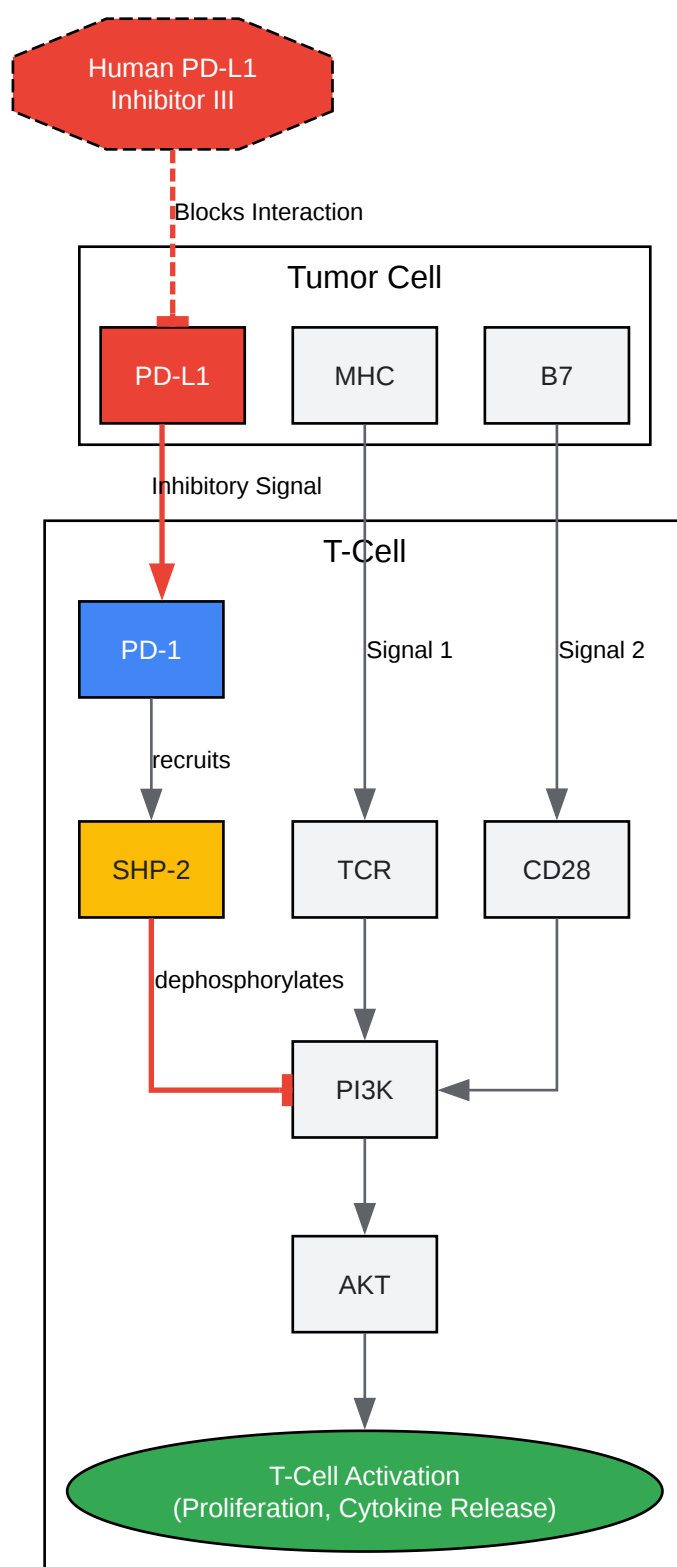 Human PD-L1
Inhibitor III
Blocks Interaction
Tumor Cell
PD-L1
MHC
B7
Inhibitory Signal
T-Cell
PD-1
Signal 1
Signal 2
recruits
SHP-2
TCR
CD28
dephosphorylates
PI3K
AKT
T-Cell Activation
(Proliferation, Cytokine Release)